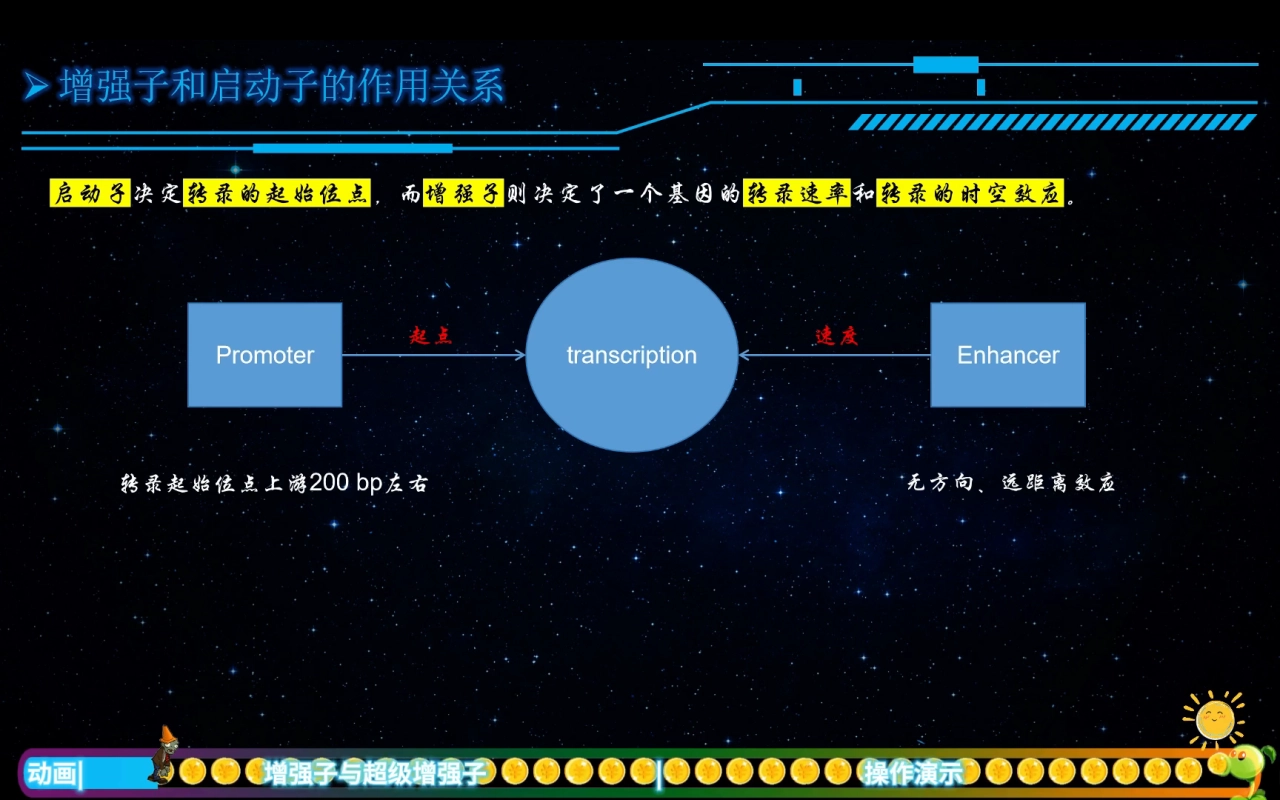 增强子和启动子的作用关系
启动子决定转录的起始位点，而增强子则决定了一个基因的转录速率和转录的时空效应。
起点
速度
Promoter
transcription
Enhancer
转录起始位点上游200 bp左右
无方向、远距离效应
动画|
增强子与超级增强子
|
操作演示